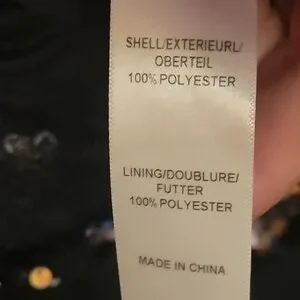 SHELL/EXTERIEURL/
OBERTEIL
100% POLYESTER
LINING/DOUBLURE/
FUTTER
100% POLYESTER
MADE IN CHINA